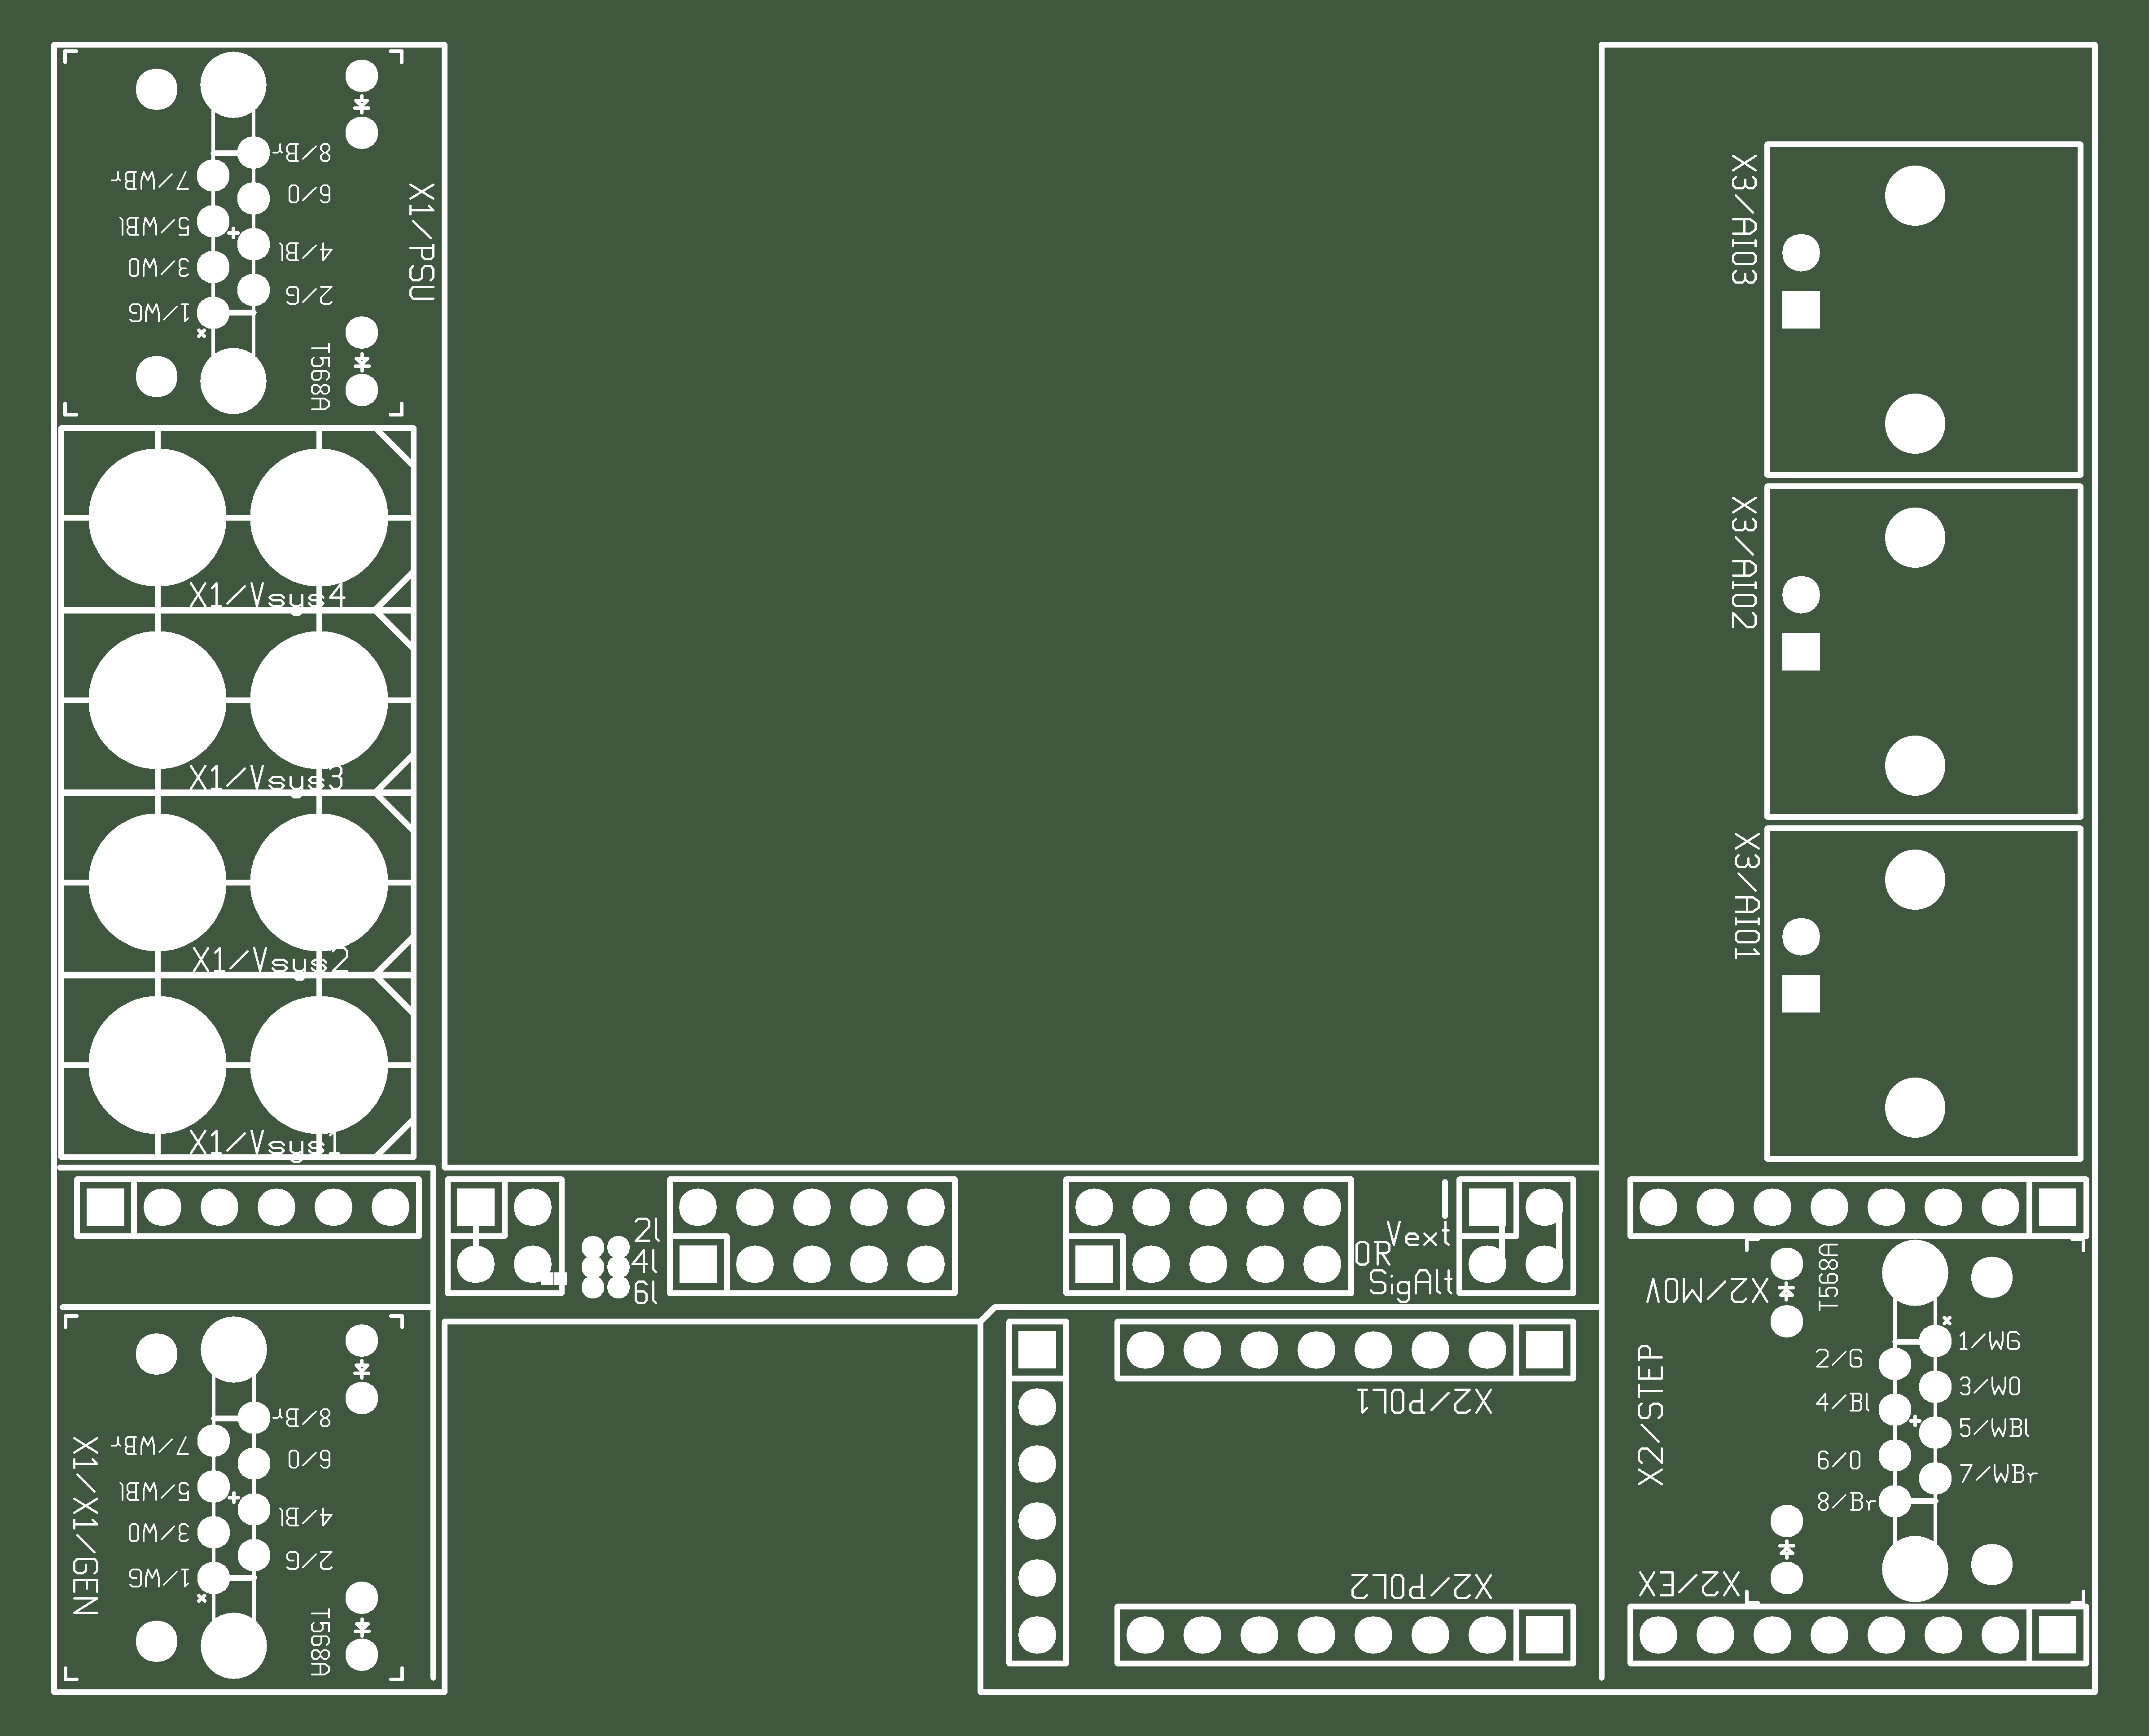 8/Br
7/WBr
6/O
5/WBl
4/Bl
3/WO
2/G
1/WG
T568A
X1/PSU
X3/AIO3
X1/Vsys4
X3/AIO2
X1/Vsys3
X3/AIO1
X1/Vsys2
X1/Vsys1
2l
4l
6l
Vext
OR
SigAlt
X2/MOV
T568A
1/WG
2/G
3/WO
4/Bl
5/WBl
6/O
7/WBr
8/Br
X2/STEP
X2/POL1
X2/POL2
X2/EX
8/Br
7/WBr
6/O
5/WBl
4/Bl
3/WO
2/G
1/WG
T568A
X1/X1/GEN